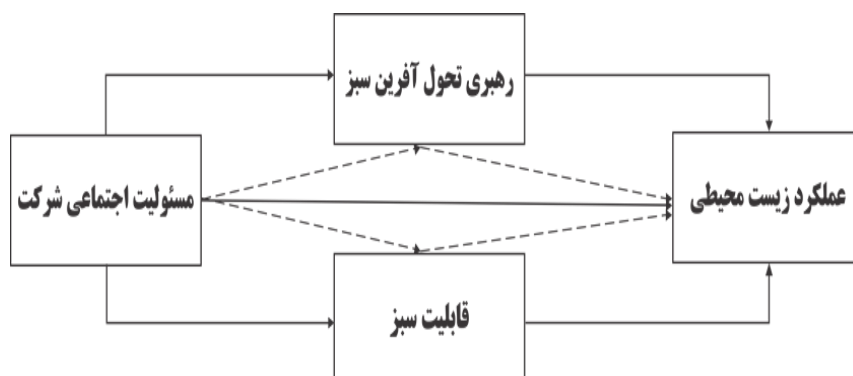 رهبری تحول آفرین سبز
مسئولیت اجتماعی شرکت
عملکرد زیست محیطی
قابلیت سبز